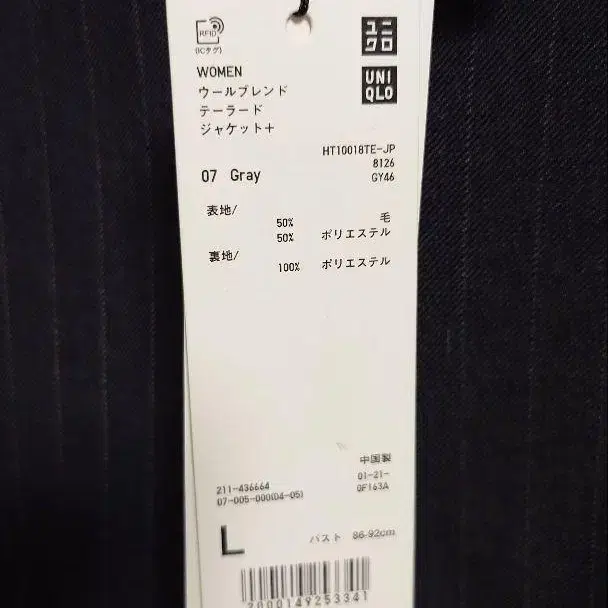 RFID
(ICタグ)
ユニ
クロ
UNI
QLO
WOMEN
ウールブレンド
テーラード
ジャケット+
HT10018TE-JP
8126
07 Gray
GY46
表地/
50% 毛
50% ポリエステル
裏地/
100% ポリエステル
中国製
211-436664
01-21-
07-005-000(04-05)
0F163A
L
バスト 86-92cm
2000149253341